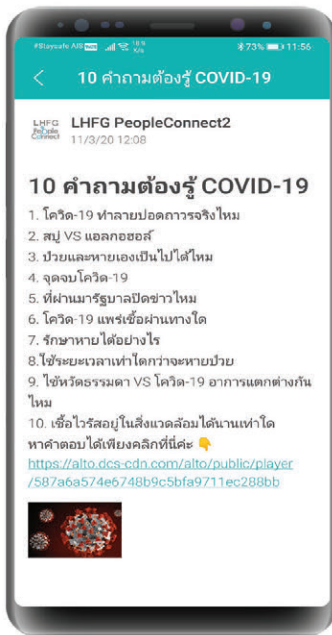 #Staysafe AIS
73% 11:56
10 คำถามต้องรู้ COVID-19
LHFG
People
Connect
LHFG PeopleConnect2
11/3/20 12:08
10 คำถามต้องรู้ COVID-19
1. โควิด-19 ทำลายปอดถาวรจริงไหม
2. สบู่ VS แอลกอฮอล์
3. ป่วยและหายเองเป็นไปได้ไหม
4. จุดจบโควิด-19
5. ที่ผ่านมารัฐบาลปิดข่าวไหม
6. โควิด-19 แพร่เชื้อผ่านทางใด
7. รักษาหายได้อย่างไร
8.ใช้ระยะเวลาเท่าใดกว่าจะหายป่วย
9. ไข้หวัดธรรมดา VS โควิด-19 อาการแตกต่างกัน
ไหม
10. เชื้อไวรัสอยู่ในสิ่งแวดล้อมได้นานเท่าใด
หาคำตอบได้เพียงคลิกที่นี่ค่ะ 👇
https://alto.dcs-cdn.com/alto/public/player
/587a6a574e6748b9c5bfa9711ec288bb